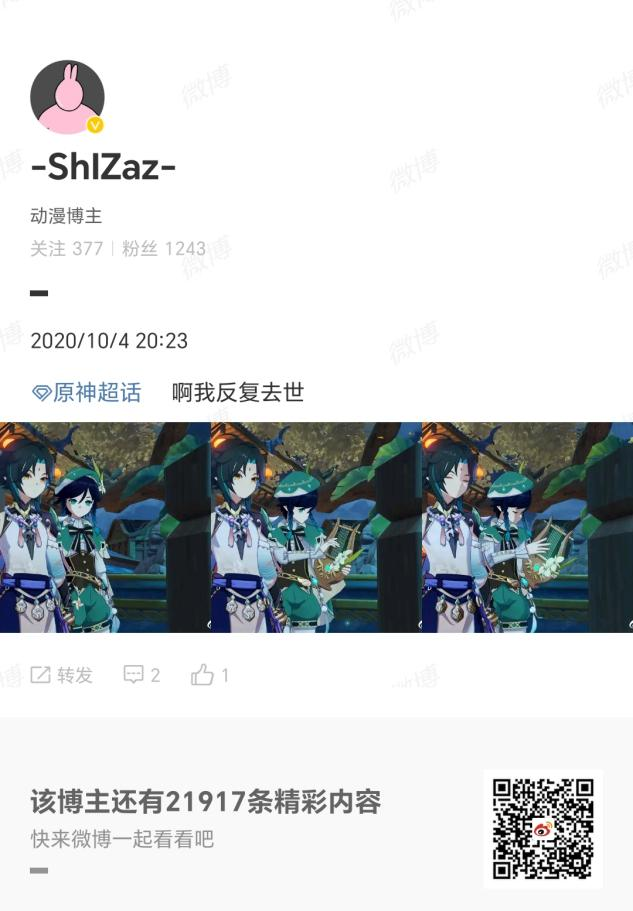 -ShIZaz-
动漫博主
关注 377 | 粉丝 1243
2020/10/4 20:23
原神超话 啊我反复去世
转发 2 1
该博主还有21917条精彩内容
快来微博一起看看吧
微博